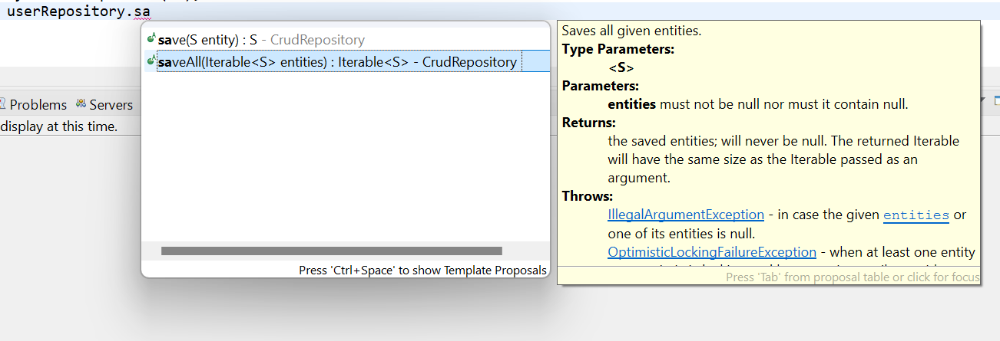 userRepository.sa
save(S entity) : S - CrudRepository
saveAll(Iterable<S> entities) : Iterable<S> - CrudRepository
Press 'Ctrl+Space' to show Template Proposals
Problems
Servers
display at this time.
Saves all given entities.
Type Parameters:
<S>
Parameters:
entities must not be null nor must it contain null.
Returns:
the saved entities; will never be null. The returned Iterable
will have the same size as the Iterable passed as an
argument.
Throws:
IllegalArgumentException - in case the given entities or
one of its entities is null.
OptimisticLockingFailureException - when at least one entity
Press 'Tab' from proposal table or click for focus